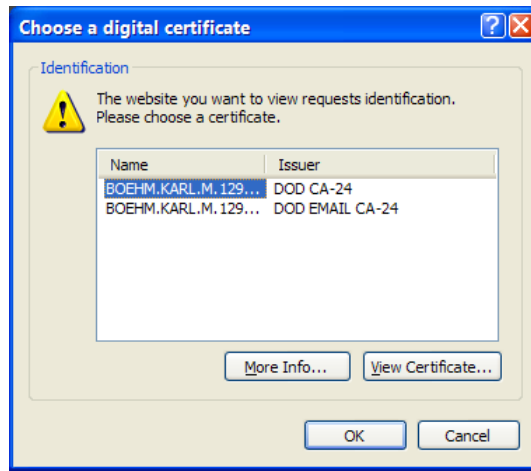 Choose a digital certificate
Identification
The website you want to view requests identification.
Please choose a certificate.
Name Issuer
BOEHM.KARL.M.129... DOD CA-24
BOEHM.KARL.M.129... DOD EMAIL CA-24
More Info... View Certificate...
OK Cancel